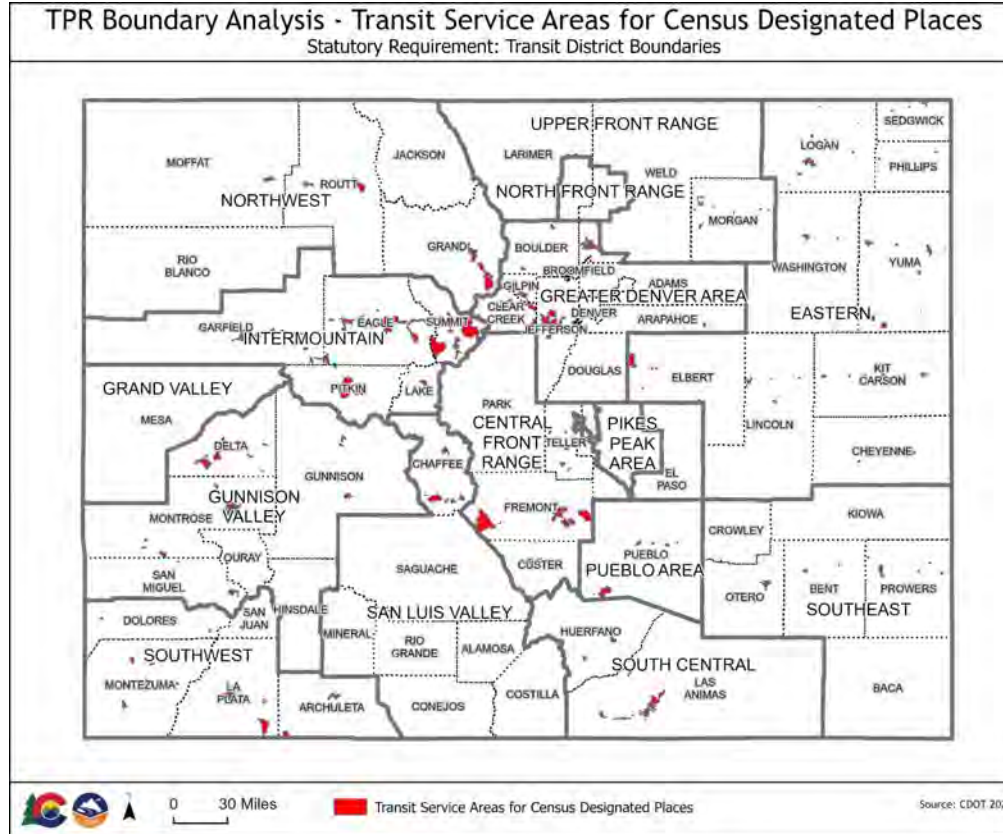 TPR Boundary Analysis - Transit Service Areas for Census Designated Places
Statutory Requirement: Transit District Boundaries
UPPER FRONT RANGE
SEDGWICK
LOGAN
PHILLIPS
MOFFAT
JACKSON
LARIMER
WELD
ROUTT
NORTHWEST
NORTH FRONT RANGE
MORGAN
GRAND
BOULDER
RIO
BLANCO
BROOMFIELD
WASHINGTON
YUMA
GILPIN
ADAMS
GREATER DENVER AREA
CLEAR
CREEK
DENVER
ARAPAHOE
EASTERN
GARFIELD
EAGLE
SUMMIT
JEFFERSON
INTERMOUNTAIN
DOUGLAS
ELBERT
KIT
CARSON
GRAND VALLEY
PITKIN
LAKE
MESA
PARK
CENTRAL
FRONT
RANGE
TELLER
PIKES
PEAK
AREA
LINCOLN
DELTA
CHAFFEE
CHEYENNE
GUNNISON
EL
PASO
GUNNISON
VALLEY
MONTROSE
FREMONT
KIOWA
CROWLEY
OURAY
SAN
MIGUEL
SAGUACHE
CUSTER
PUEBLO
PUEBLO AREA
OTERO
BENT
PROWERS
SOUTHEAST
DOLORES
SAN
JUAN
HINSDALE
MINERAL
SAN LUIS VALLEY
RIO
GRANDE
ALAMOSA
HUERFANO
SOUTHWEST
SOUTH CENTRAL
LAS
ANIMAS
MONTEZUMA
LA
PLATA
ARCHULETA
CONEJOS
COSTILLA
BACA
0 30 Miles
Transit Service Areas for Census Designated Places
Source: CDOT